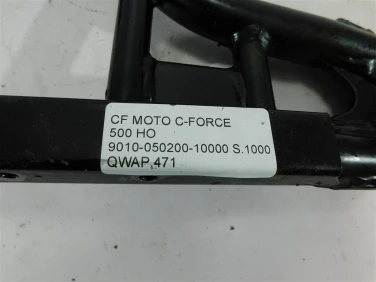 CF MOTO C-FORCE
500 HO
9010-050200-10000 S.1000
QWAP,471